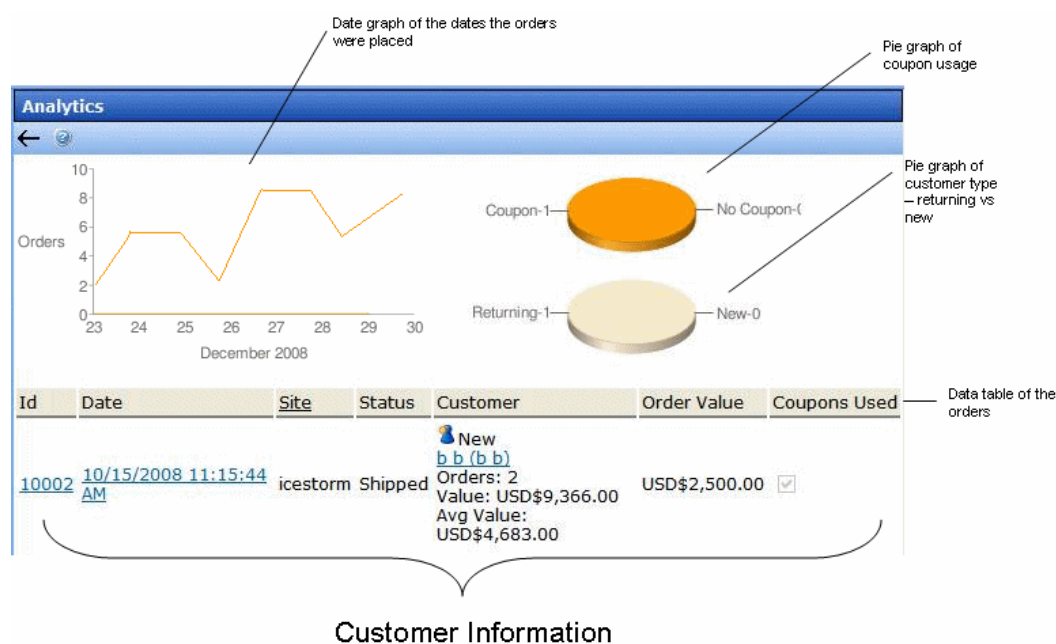 Date graph of the dates the orders
were placed
Pie graph of
coupon usage
Analytics
10
8
6
4
2
0
Orders
23 24 25 26 27 28 29 30
December 2008
Coupon-1
No Coupon-(
Returning-1
New-0
Pie graph of
customer type
– returning vs
new
Id Date Site Status Customer Order Value Coupons Used
Data table of the
orders
10002
10/15/2008 11:15:44
AM
icestorm
Shipped
New
b b (b b)
Orders: 2
Value: USD$9,366.00
Avg Value:
USD$4,683.00
USD$2,500.00
Customer Information